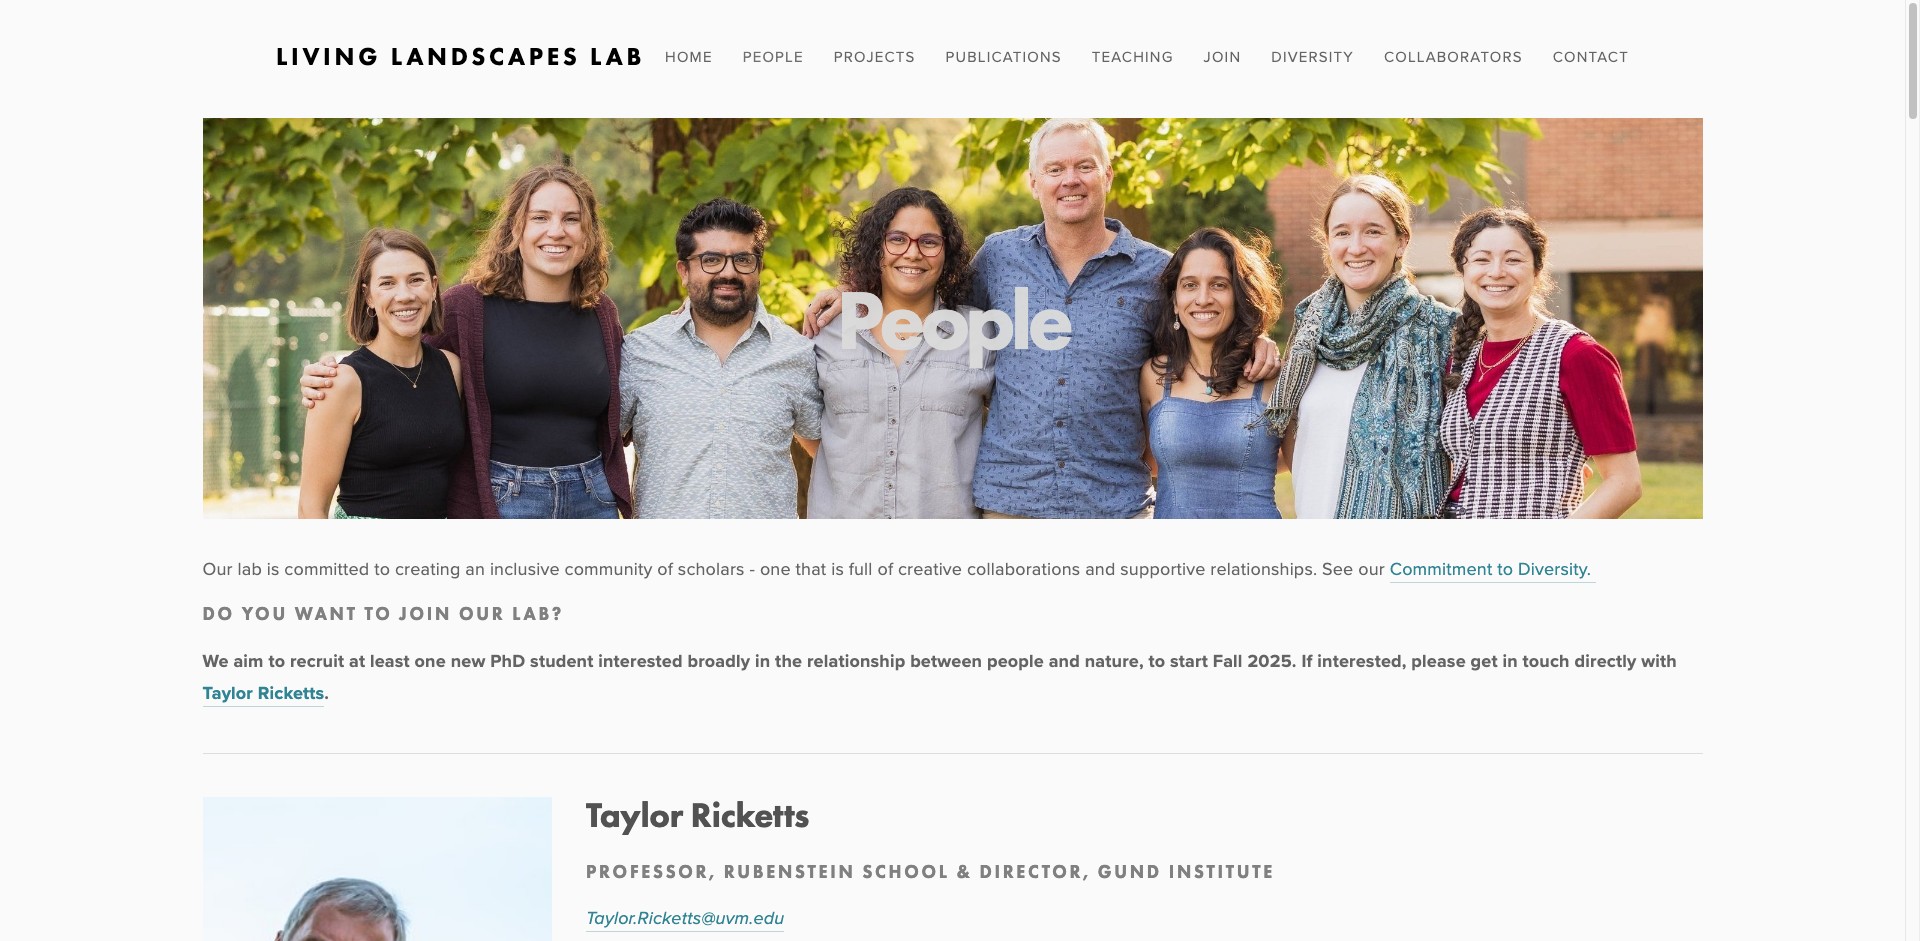 LIVING LANDSCAPES LAB HOME PEOPLE PROJECTS PUBLICATIONS TEACHING JOIN DIVERSITY COLLABORATORS CONTACT
People
Our lab is committed to creating an inclusive community of scholars - one that is full of creative collaborations and supportive relationships. See our Commitment to Diversity.
DO YOU WANT TO JOIN OUR LAB?
We aim to recruit at least one new PhD student interested broadly in the relationship between people and nature, to start Fall 2025. If interested, please get in touch directly with
Taylor Ricketts.
Taylor Ricketts
PROFESSOR, RUBENSTEIN SCHOOL & DIRECTOR, GUND INSTITUTE
Taylor.Ricketts@uvm.edu